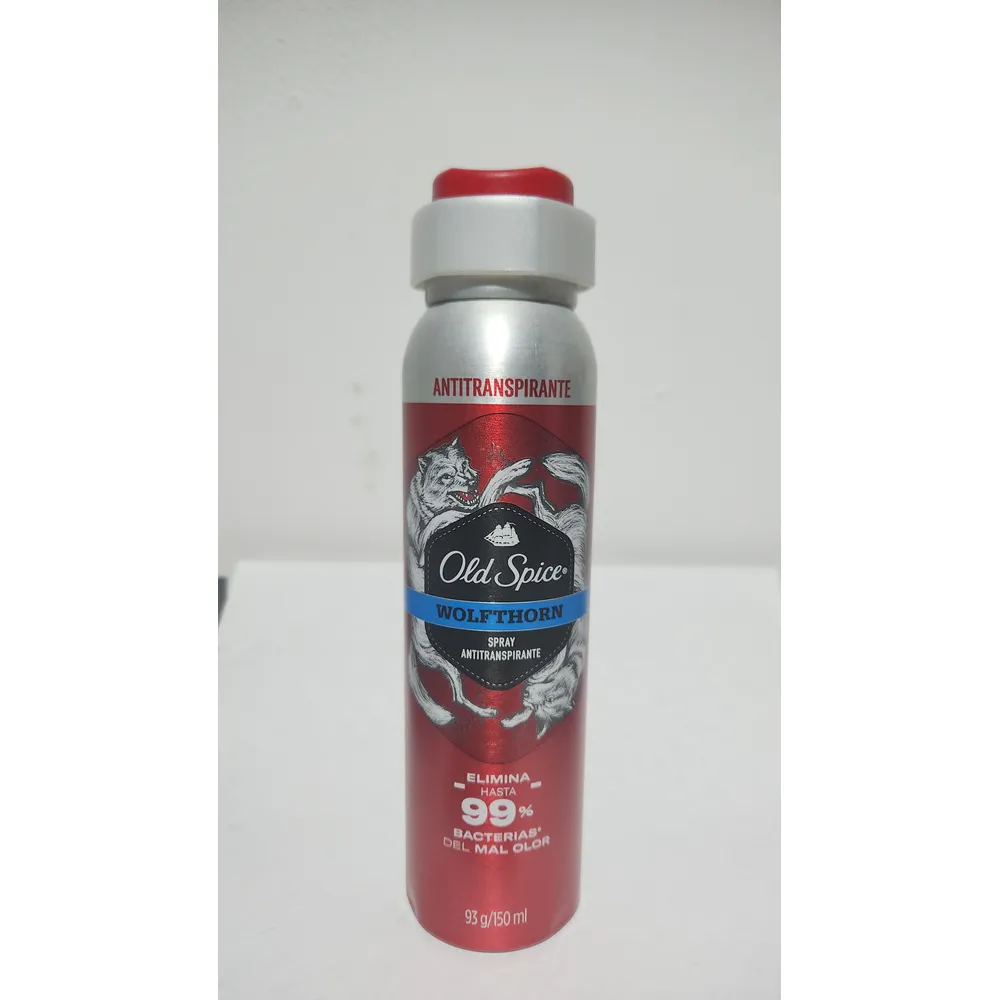 ANTITRANSPIRANTE
Old Spice®
WOLFTHORN
SPRAY
ANTITRANSPIRANTE
ELIMINA
HASTA
99%
BACTERIAS*
DEL MAL OLOR
93 g/150 ml